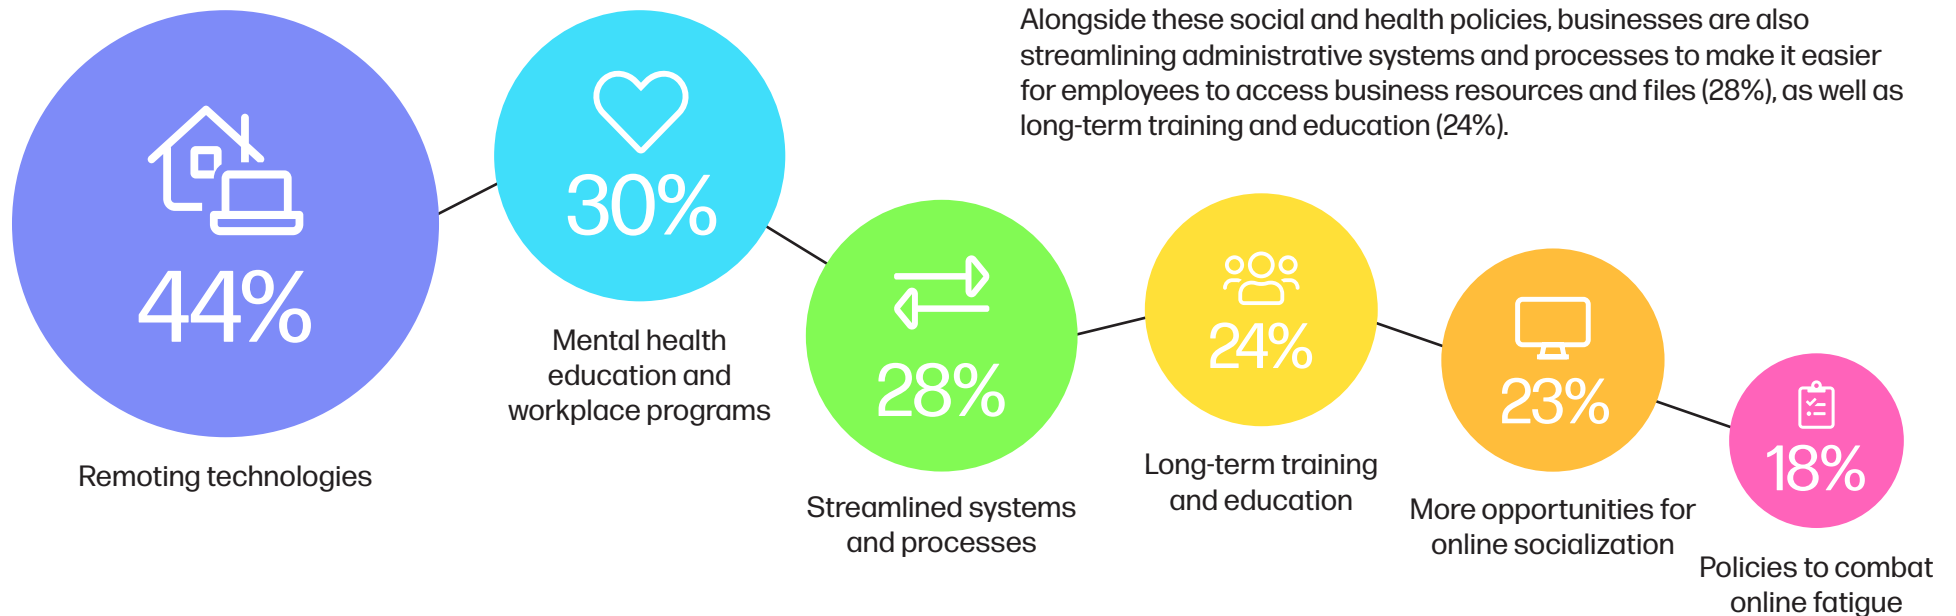 Alongside these social and health policies, businesses are also
streamlining administrative systems and processes to make it easier
for employees to access business resources and files (28%), as well as
long-term training and education (24%).
44%
Remoting technologies
30%
Mental health
education and
workplace programs
28%
Streamlined systems
and processes
24%
Long-term training
and education
23%
More opportunities for
online socialization
18%
Policies to combat
online fatigue